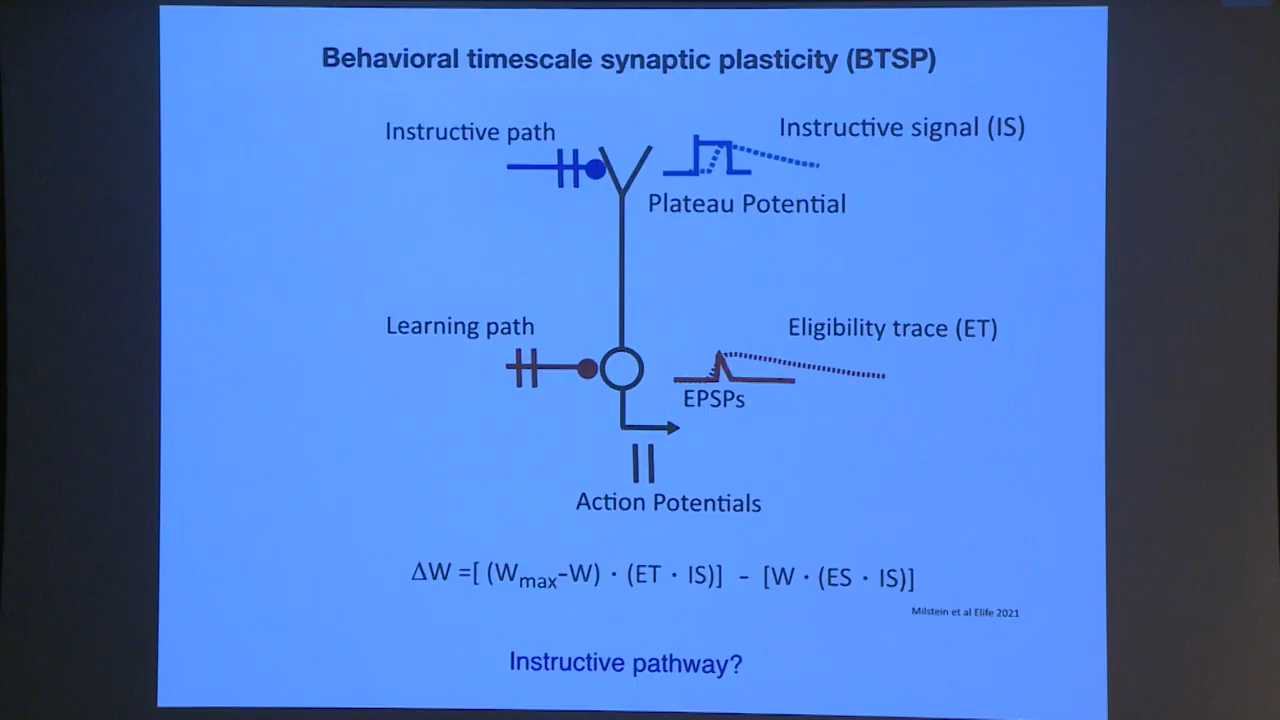 Behavioral timescale synaptic plasticity (BTSP)
Instructive path
Instructive signal (IS)
Plateau Potential
Learning path
Eligibility trace (ET)
EPSPs
Action Potentials
ΔW =[ (Wmax-W) · (ET · IS)] - [W · (ES · IS)]
Milstein et al Elife 2021
Instructive pathway?